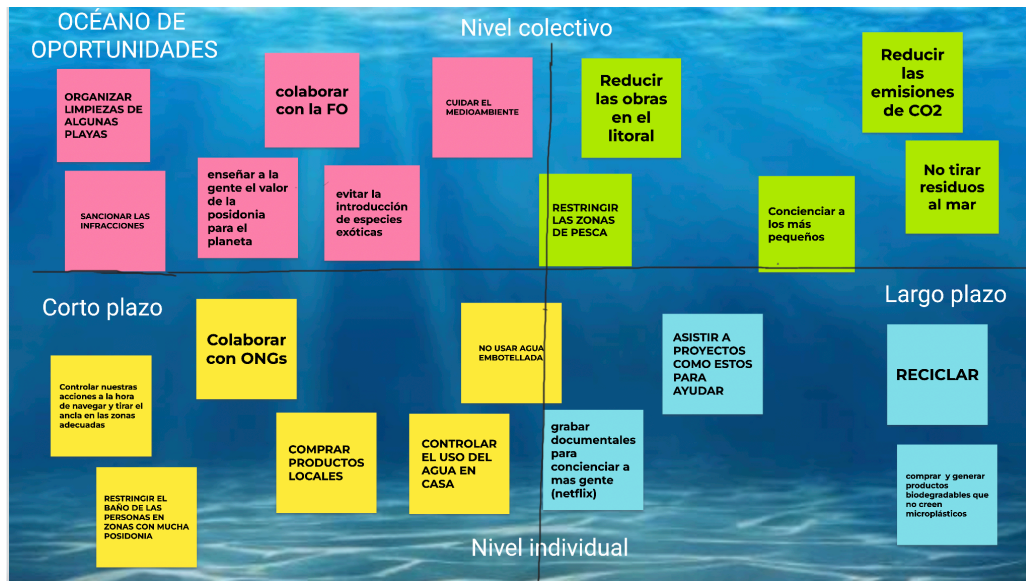 OCÉANO DE
OPORTUNIDADES
Nivel colectivo
ORGANIZAR
LIMPIEZAS DE
ALGUNAS
PLAYAS
colaborar
con la FO
CUIDAR EL
MEDIOAMBIENTE
Reducir
las obras
en el
litoral
Reducir
las
emisiones
de CO2
SANCIONAR LAS
INFRACCIONES
enseñar a la
gente el valor
de la
posidonia
para el
planeta
evitar la
introducción
de especies
exóticas
RESTRINGIR
LAS ZONAS
DE PESCA
Concienciar a
los más
pequeños
No tirar
residuos
al mar
Corto plazo
Largo plazo
Controlar nuestras
acciones a la hora
de navegar y tirar el
ancla en las zonas
adecuadas
Colaborar
con ONGs
NO USAR AGUA
EMBOTELLADA
ASISTIR A
PROYECTOS
COMO ESTOS
PARA
AYUDAR
RECICLAR
RESTRINGIR EL
BAÑO DE LAS
PERSONAS EN
ZONAS CON MUCHA
POSIDONIA
COMPRAR
PRODUCTOS
LOCALES
CONTROLAR
EL USO DEL
AGUA EN
CASA
grabar
documentales
para
concienciar a
mas gente
(netflix)
comprar y generar
productos
biodegradables que
no creen
microplásticos
Nivel individual